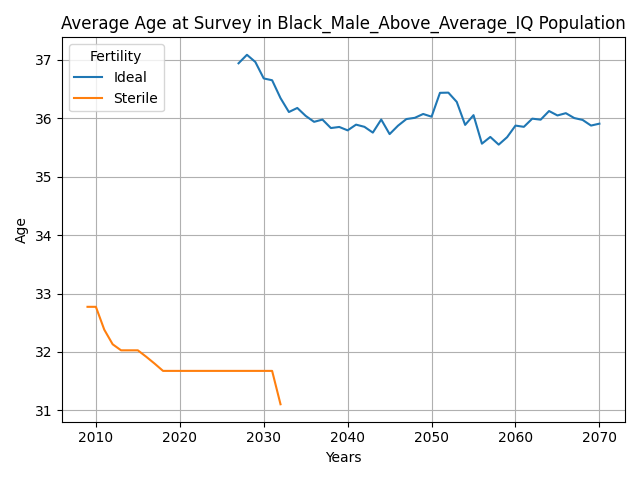 Average Age at Survey in Black_Male_Above_Average_IQ Population
Fertility
Ideal
Sterile
37
36
35
34
33
32
31
Age
2010 2020 2030 2040 2050 2060 2070
Years